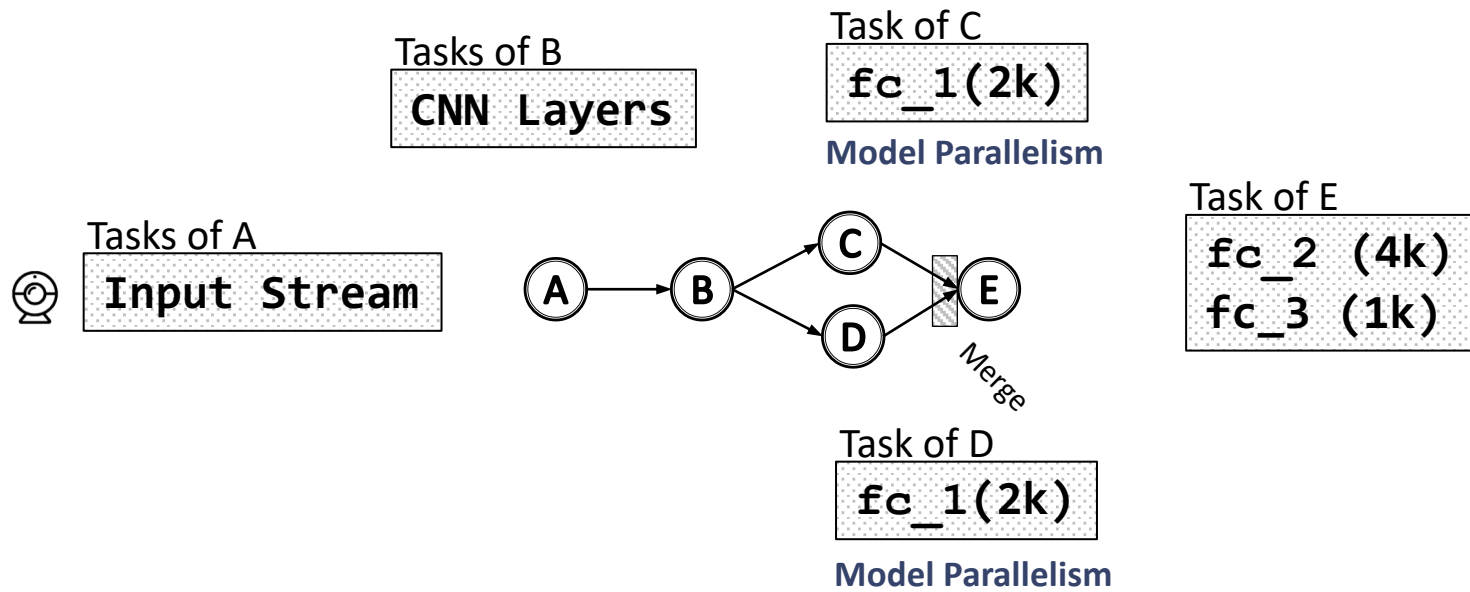 Tasks of B
CNN Layers
Task of C
fc_1(2k)
Model Parallelism
Tasks of A
Input Stream
A
B
C
D
E
Merge
Task of E
fc_2 (4k)
fc_3 (1k)
Task of D
fc_1(2k)
Model Parallelism